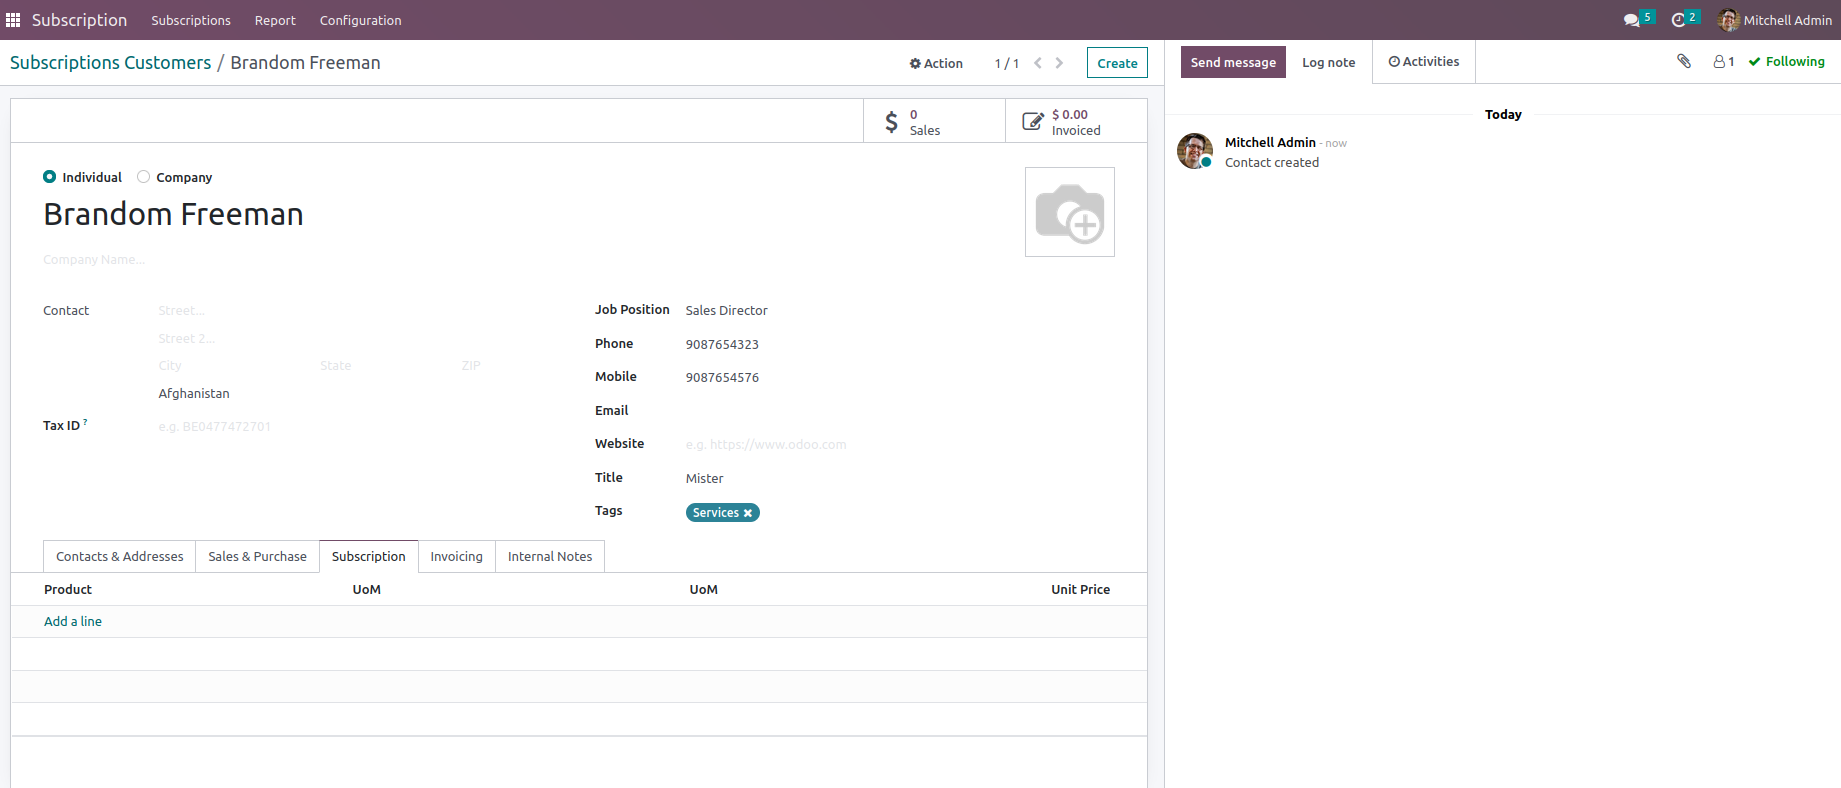 Subscription Subscriptions Report Configuration 5 2 Mitchell Admin
Subscriptions Customers / Brandom Freeman Action 1 / 1 Create
Send message Log note Activities 1 Following
$ 0 Sales
$ 0.00 Invoiced
Individual Company
Brandom Freeman
Company Name...
Contact Street...
Street 2...
City State ZIP
Afghanistan
Tax ID ? e.g. BE0477472701
Job Position Sales Director
Phone 9087654323
Mobile 9087654576
Email
Website e.g. https://www.odoo.com
Title Mister
Tags Services ×
Contacts & Addresses Sales & Purchase Subscription Invoicing Internal Notes
Product UoM UoM Unit Price
Add a line
Today
Mitchell Admin - now
Contact created